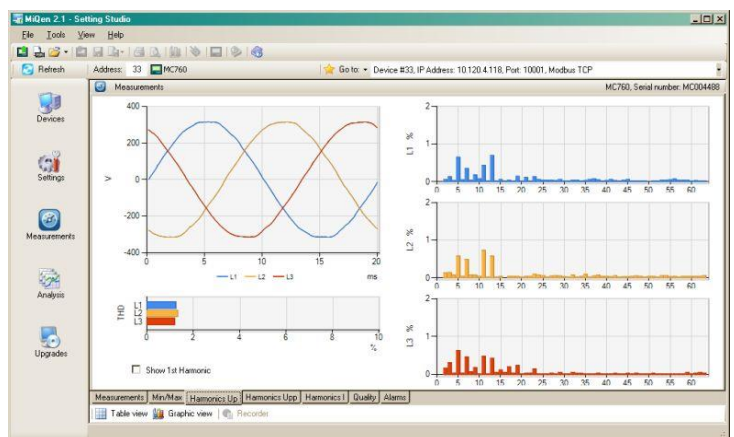 MiQen 2.1 - Setting Studio
File Tools View Help
Refresh Address: 33 MC760 Go to: Device #33, IP Address: 10.120.4.118, Port: 10001, Modbus TCP
Measurements MC760, Serial number: MC004488
Devices
Settings
Measurements
Analysis
Upgrades
400
200
0
-200
-400
V
0 5 10 15 20
L1 L2 L3 ms
THD
L1
L2
L3
0 2 4 6 8 10
%
Show 1st Harmonic
L1 %
2
1
0
0 5 10 15 20 25 30 35 40 45 50 55 60
L2 %
2
1
0
0 5 10 15 20 25 30 35 40 45 50 55 60
L3 %
2
1
0
0 5 10 15 20 25 30 35 40 45 50 55 60
Measurements Min/Max Harmonics Up Harmonics Upp Harmonics I Quality Alarms
Table view Graphic view Recorder